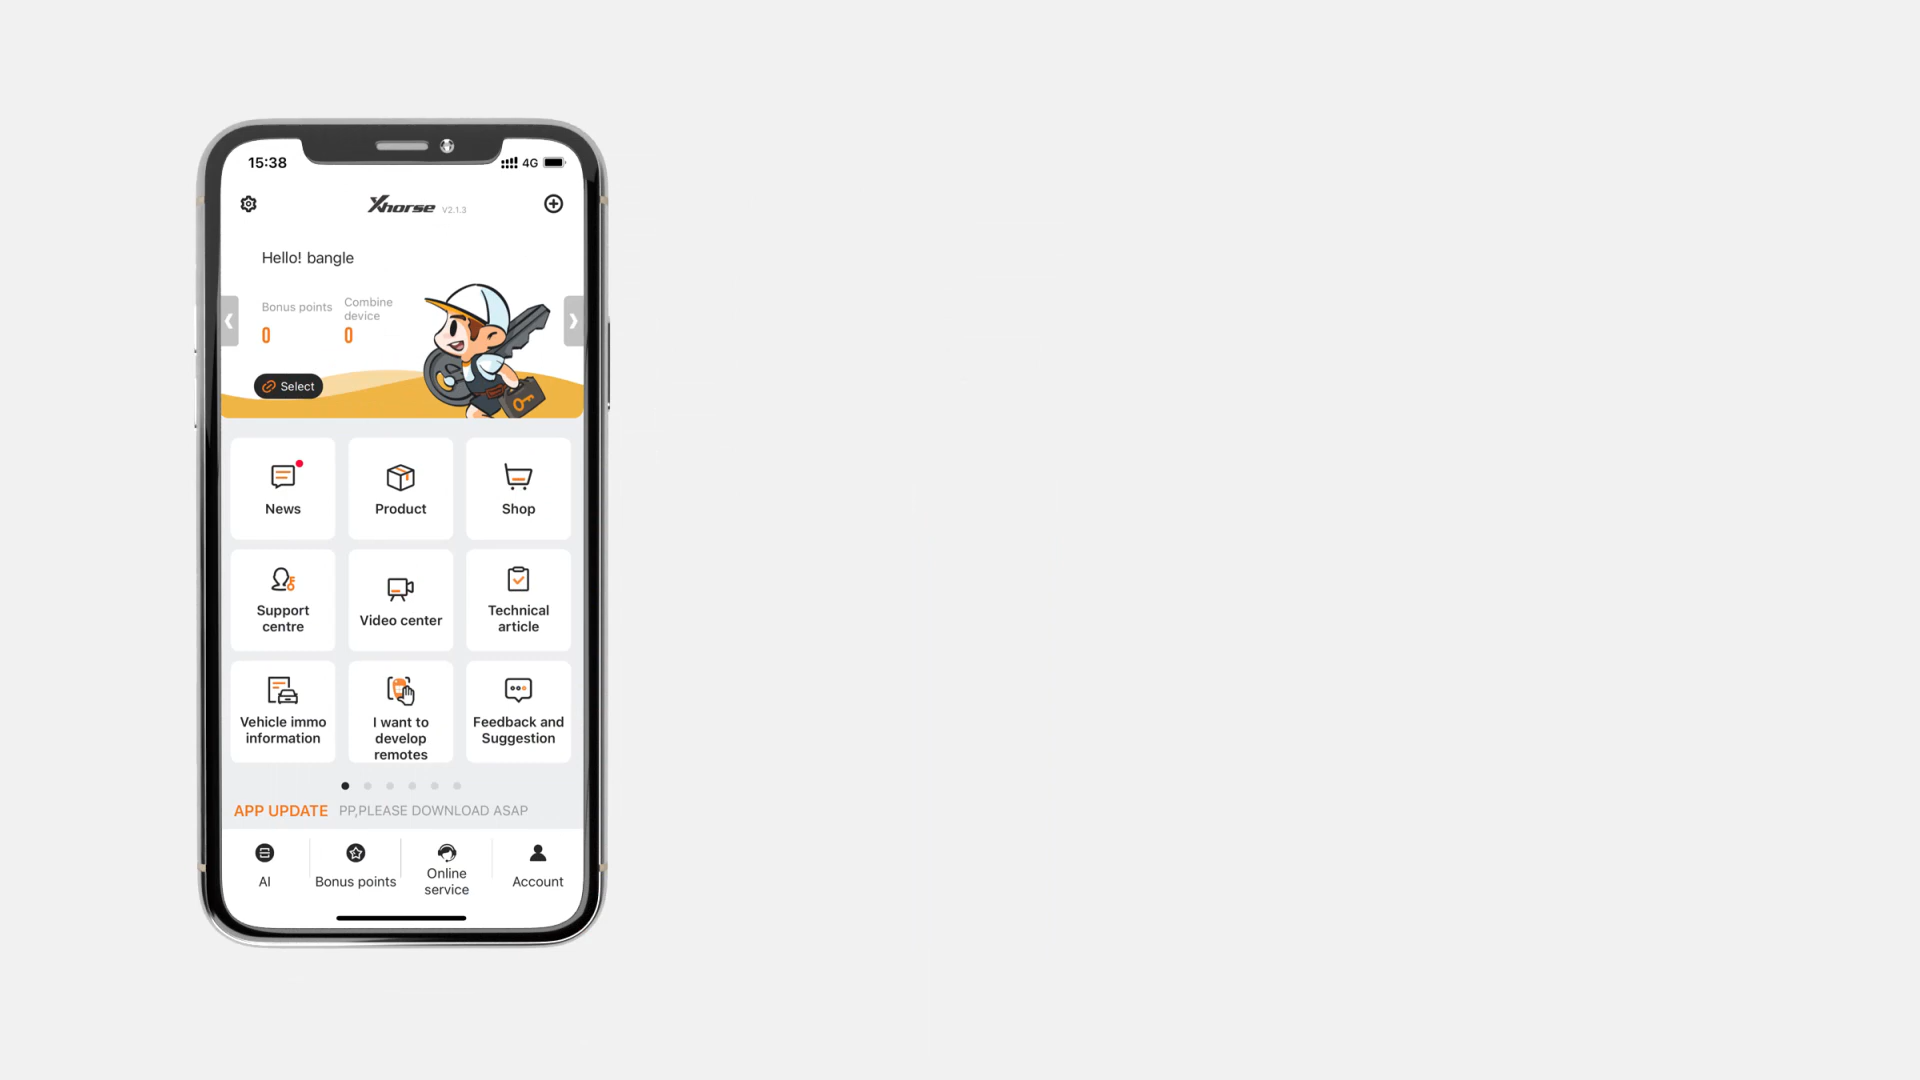 15:38
4G
Xhorse V2.1.3
Hello! bangle
Bonus points
Combine
device
0
0
Select
News
Product
Shop
Support
centre
Video center
Technical
article
Vehicle immo
information
I want to
develop
remotes
Feedback and
Suggestion
APP UPDATE PP,PLEASE DOWNLOAD ASAP
AI
Bonus points
Online
service
Account